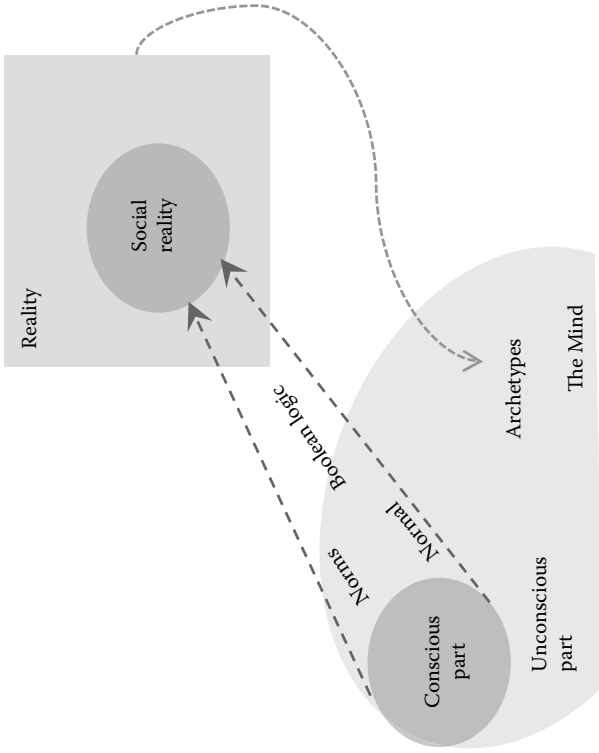 Reality
Social
reality
Boolean logic
Norms
Normal
Archetypes
The Mind
Conscious
part
Unconscious
part